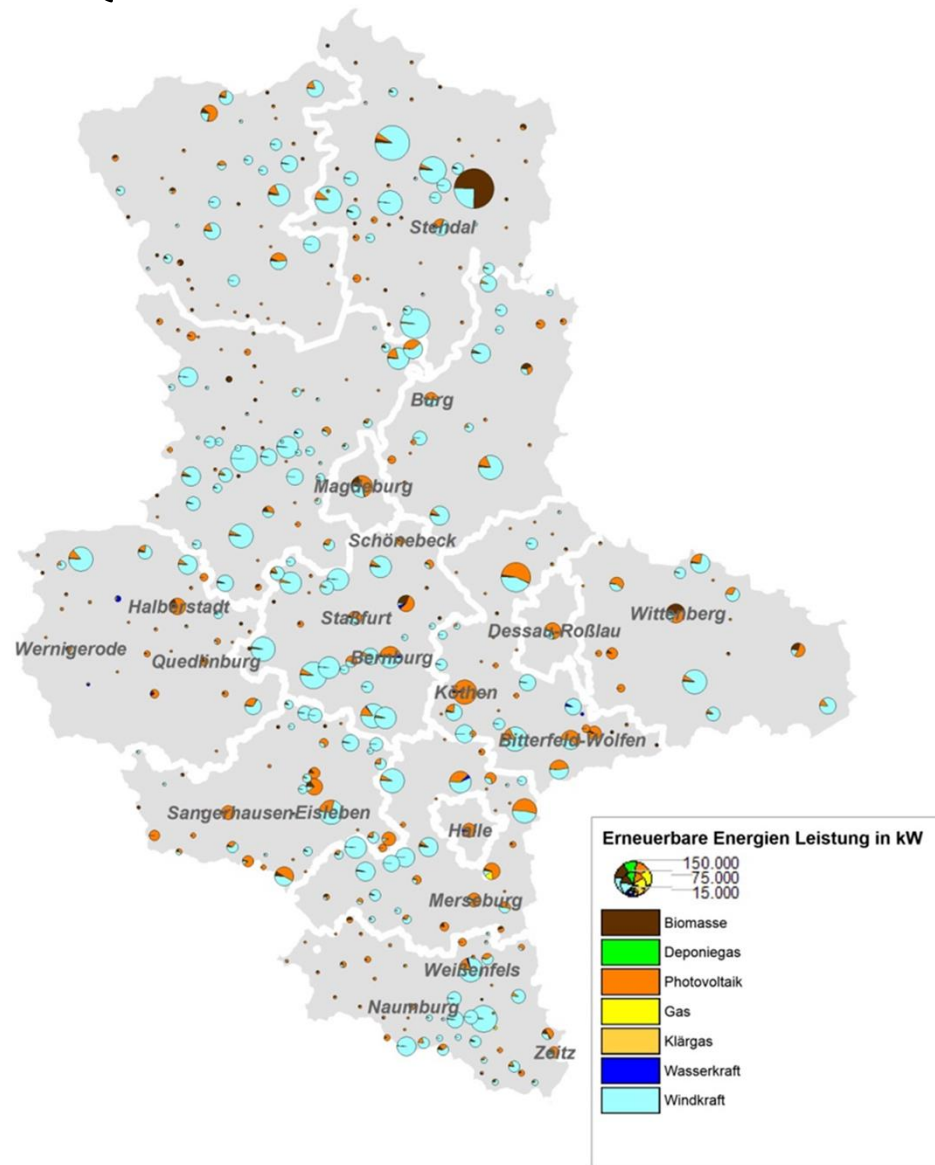 Stendal
Burg
Magdeburg
Schönebeck
Halberstadt
Staßfurt
Wittenberg
Dessau-Roßlau
Wernigerode
Quedlinburg
Bernburg
Köthen
Bitterfeld-Wolfen
Sangerhausen-Eisleben
Halle
Merseburg
Weißenfels
Naumburg
Zeitz
Erneuerbare Energien Leistung in kW
150.000
75.000
15.000
Biomasse
Deponiegas
Photovoltaik
Gas
Klärgas
Wasserkraft
Windkraft